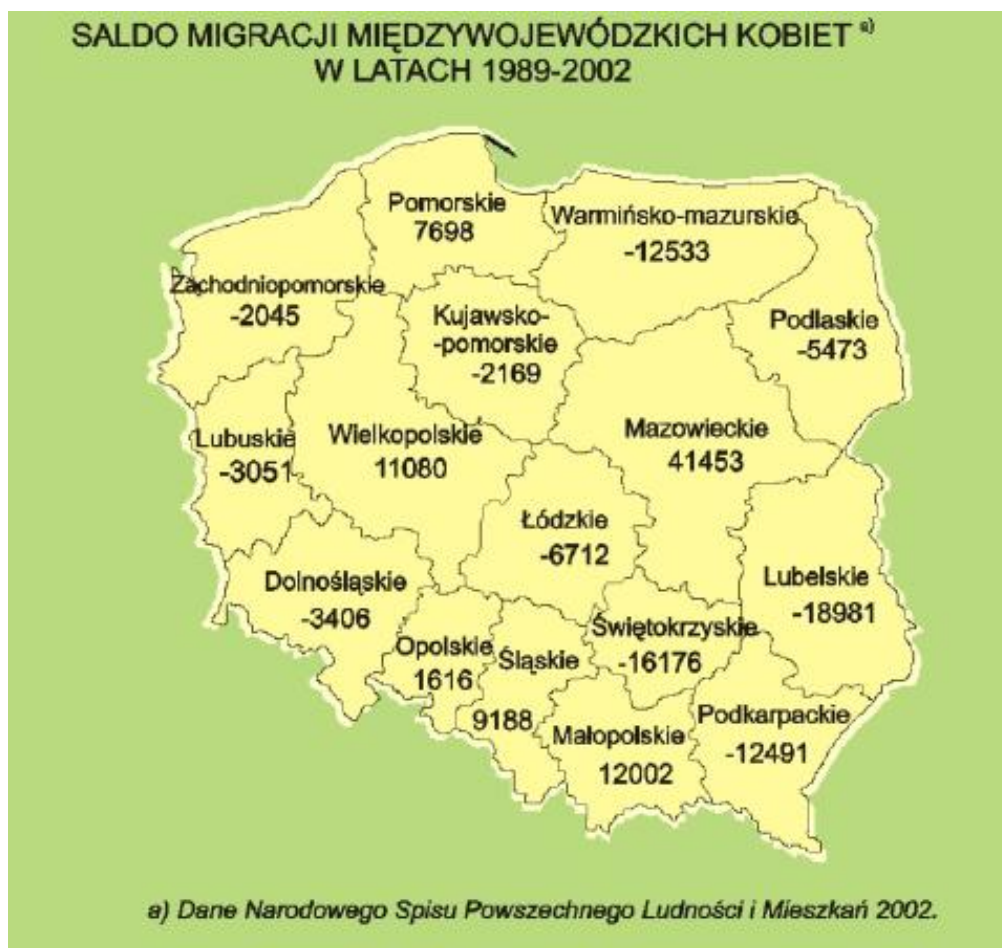 SALDO MIGRACJI MIĘDZYWOJEWÓDZKICH KOBIET a)
W LATACH 1989-2002
Pomorskie
7698
Warmińsko-mazurskie
-12533
Zachodniopomorskie
-2045
Kujawsko-
-pomorskie
-2169
Podlaskie
-5473
Lubuskie
-3051
Wielkopolskie
11080
Mazowieckie
41453
Łódzkie
-6712
Dolnośląskie
-3406
Lubelskie
-18981
Opolskie
1616
Śląskie
9188
Świętokrzyskie
-16176
Małopolskie
12002
Podkarpackie
-12491
a) Dane Narodowego Spisu Powszechnego Ludności i Mieszkań 2002.